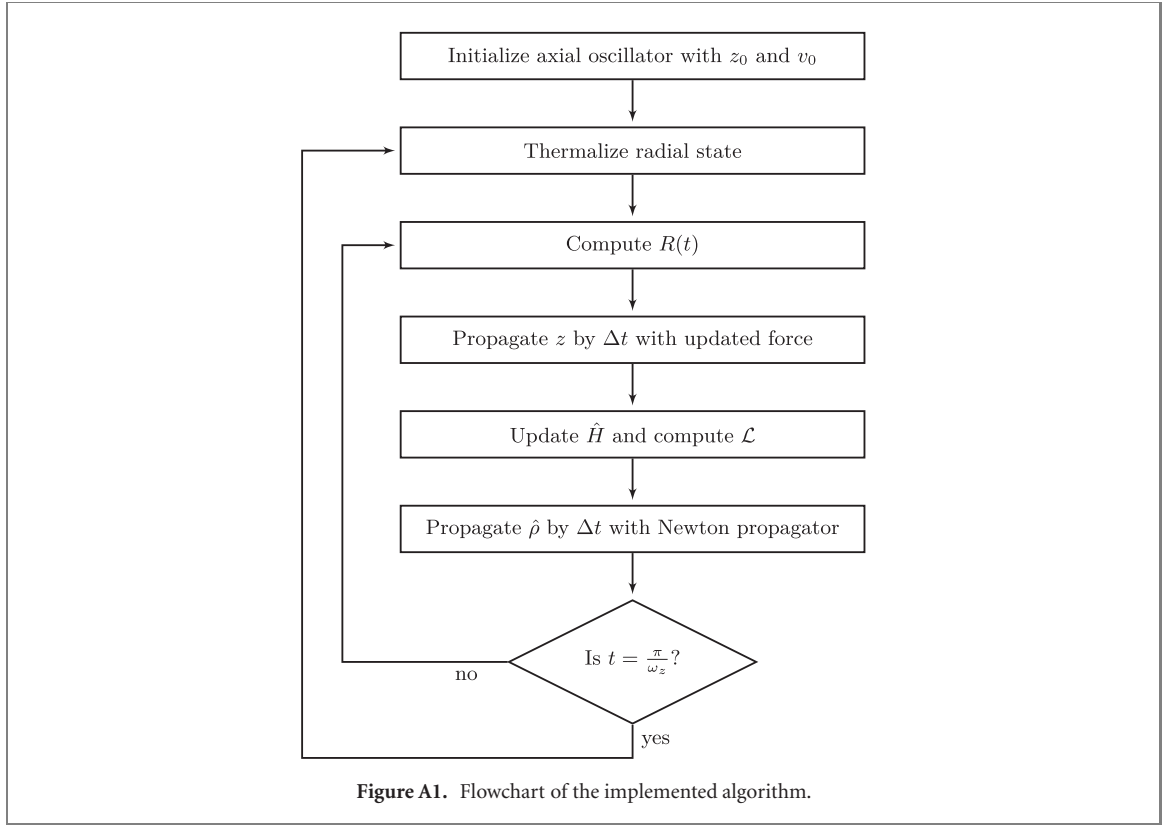 Initialize axial oscillator with z₀ and v₀
Thermalize radial state
Compute R(t)
Propagate z by Δt with updated force
Update Ĥ and compute ℒ
Propagate ρ̂ by Δt with Newton propagator
Is t = π/ω_z?
no
yes
Figure A1. Flowchart of the implemented algorithm.